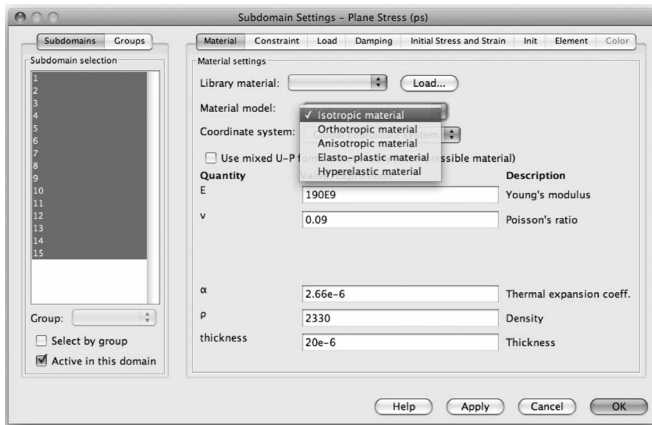 Subdomain Settings – Plane Stress (ps)
Subdomains Groups
Subdomain selection
1
2
3
4
5
6
7
8
9
10
11
12
13
14
15
Group:
Select by group
Active in this domain
Material Constraint Load Damping Initial Stress and Strain Init Element Color
Material settings
Library material: Load...
Material model:
✓ Isotropic material
Orthotropic material
Anisotropic material
Elasto-plastic material
Hyperelastic material
Coordinate system:
Use mixed U-P
Quantity Description
E 190E9 Young's modulus
ν 0.09 Poisson's ratio
α 2.66e-6 Thermal expansion coeff.
ρ 2330 Density
thickness 20e-6 Thickness
Help Apply Cancel OK